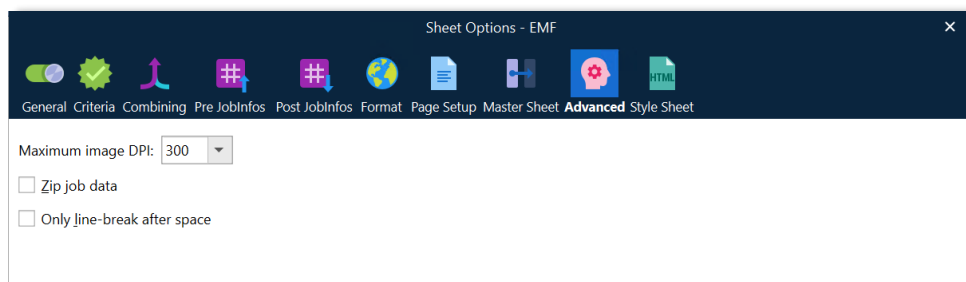 Sheet Options - EMF
General Criteria Combining Pre JobInfos Post JobInfos Format Page Setup Master Sheet Advanced Style Sheet
HTML
Maximum image DPI: 300
Zip job data
Only line-break after space